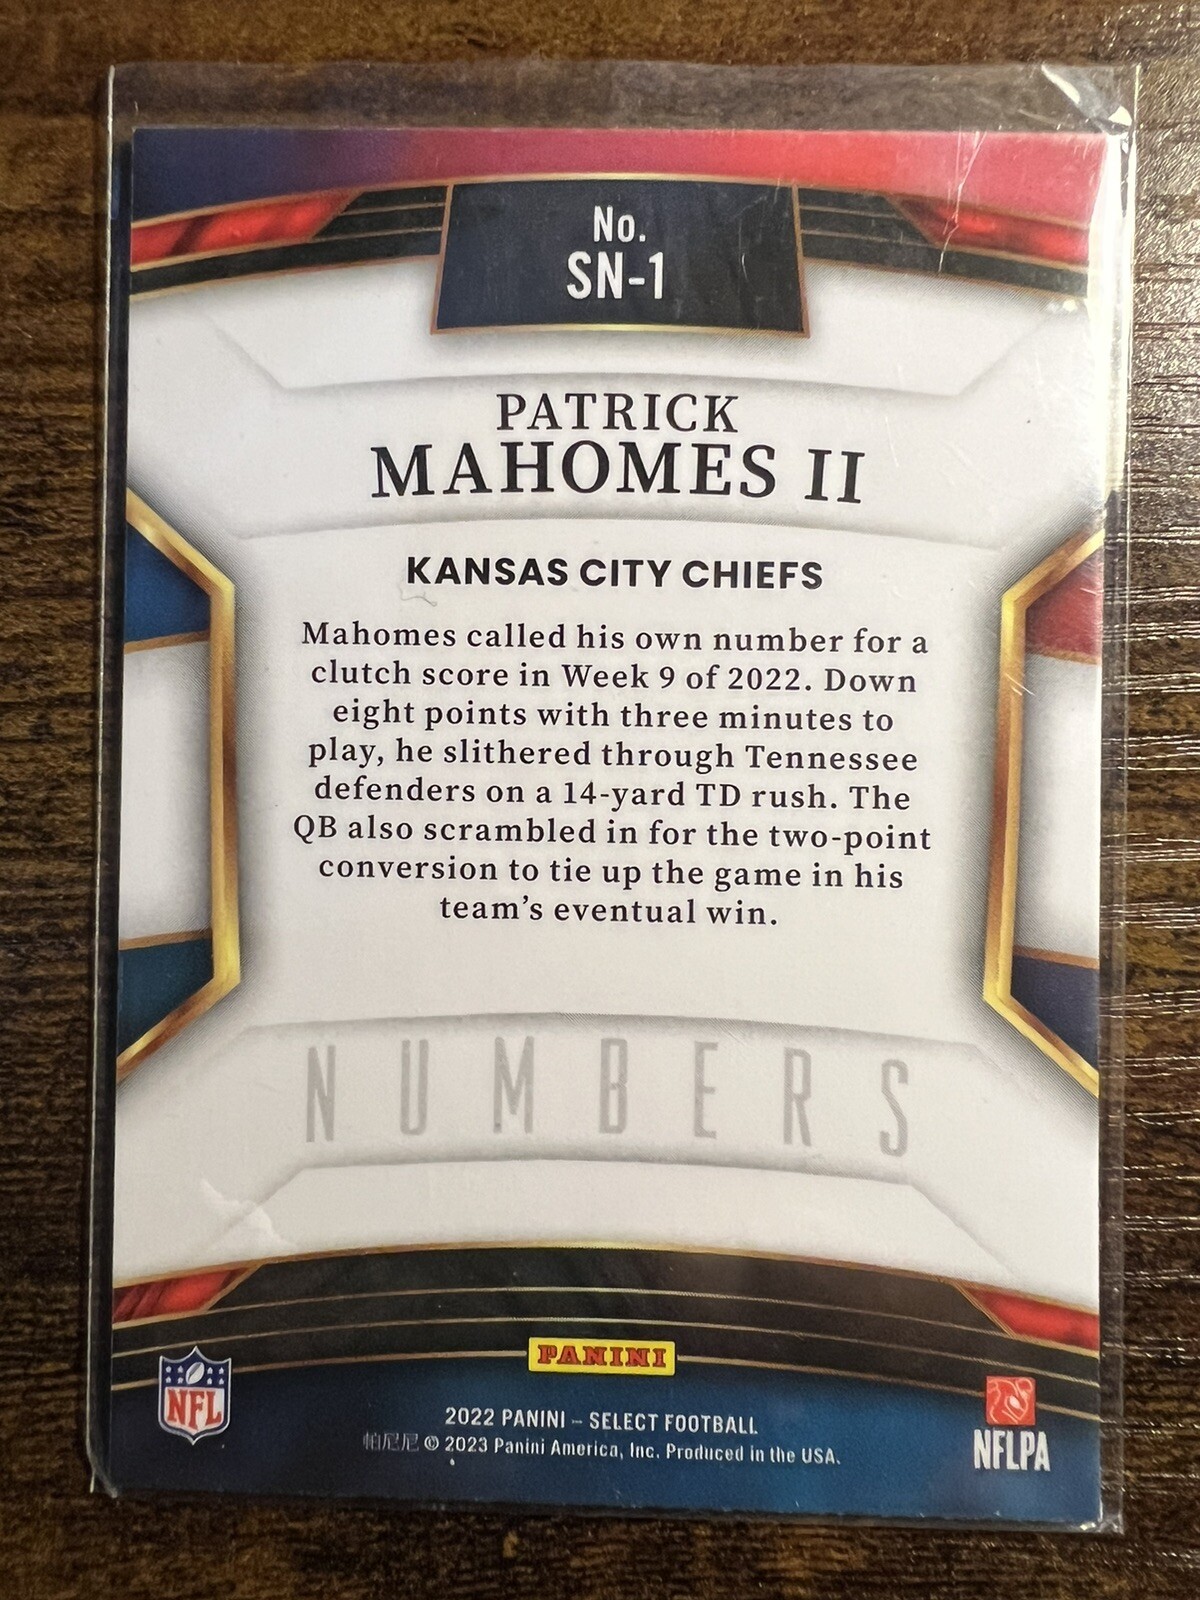 No.
SN-1
PATRICK
MAHOMES II
KANSAS CITY CHIEFS
Mahomes called his own number for a
clutch score in Week 9 of 2022. Down
eight points with three minutes to
play, he slithered through Tennessee
defenders on a 14-yard TD rush. The
QB also scrambled in for the two-point
conversion to tie up the game in his
team's eventual win.
NUMBERS
PANINI
NFL
2022 PANINI – SELECT FOOTBALL
帕尼尼 © 2023 Panini America, Inc. Produced in the USA.
NFLPA